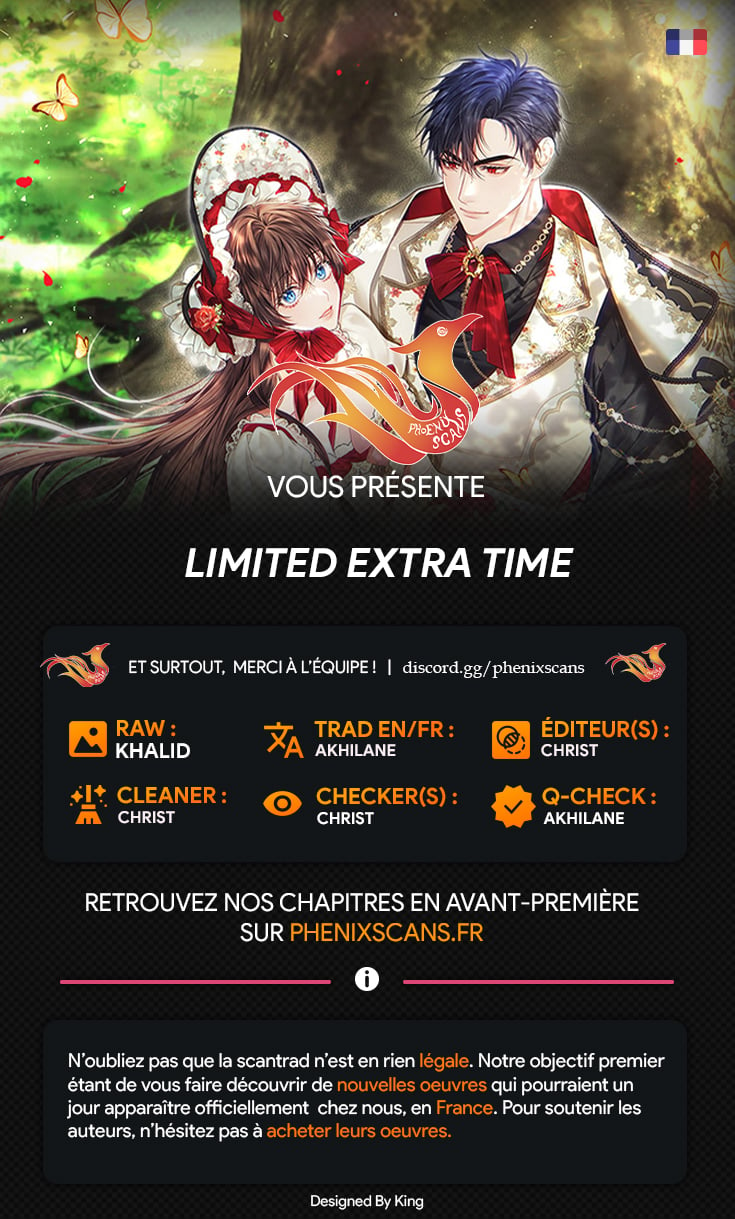 PHOENIX
SCANS
VOUS PRÉSENTE
LIMITED EXTRA TIME
ET SURTOUT, MERCI À L'ÉQUIPE ! | discord.gg/phenixscans
RAW :
KHALID
TRAD EN/FR :
AKHILANE
ÉDITEUR(S) :
CHRIST
CLEANER :
CHRIST
CHECKER(S) :
CHRIST
Q-CHECK :
AKHILANE
RETROUVEZ NOS CHAPITRES EN AVANT-PREMIÈRE
SUR PHENIXSCANS.FR
N'oubliez pas que la scantrad n'est en rien légale. Notre objectif premier
étant de vous faire découvrir de nouvelles oeuvres qui pourraient un
jour apparaître officiellement chez nous, en France. Pour soutenir les
auteurs, n'hésitez pas à acheter leurs oeuvres.
Designed By King